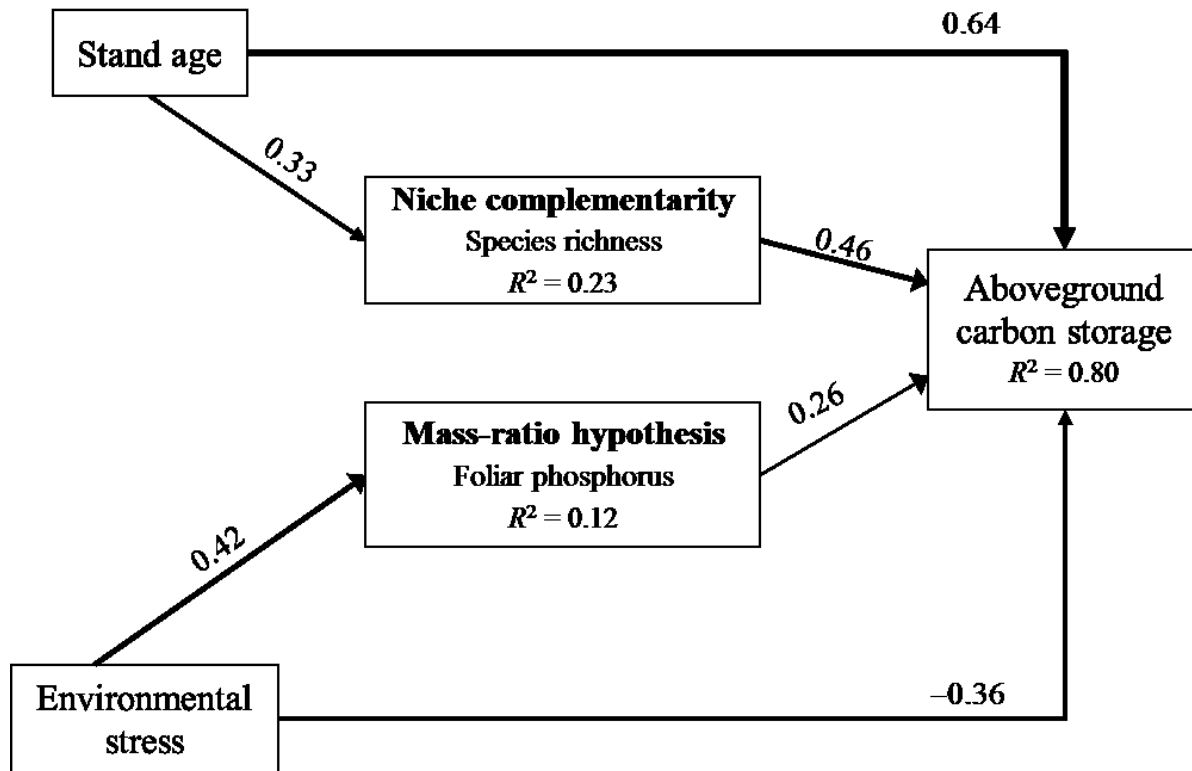 0.64
Stand age
0.33
Niche complementarity
Species richness
R² = 0.23
0.46
Aboveground
carbon storage
R² = 0.80
Mass-ratio hypothesis
Foliar phosphorus
R² = 0.12
0.26
0.42
Environmental
stress
–0.36